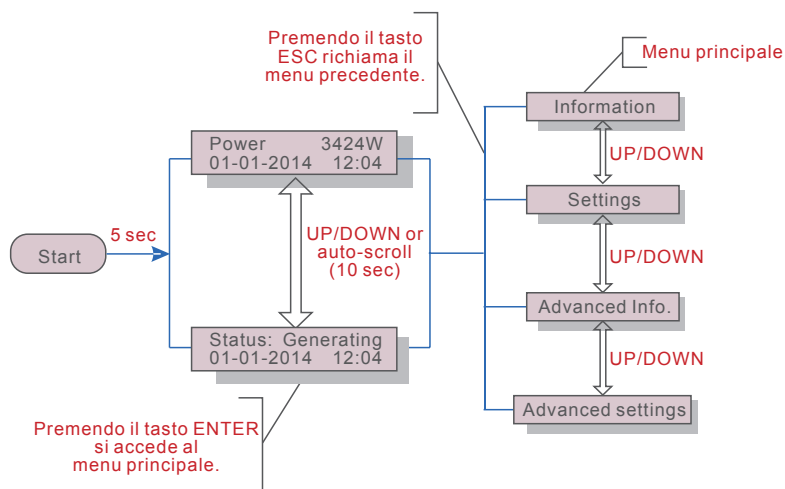 Premendo il tasto
ESC richiama il
menu precedente.
Menu principale
Information
Power 3424W
01-01-2014 12:04
UP/DOWN
Settings
5 sec
Start
UP/DOWN or
auto-scroll
(10 sec)
UP/DOWN
Advanced Info.
Status: Generating
01-01-2014 12:04
UP/DOWN
Advanced settings
Premendo il tasto ENTER
si accede al
menu principale.